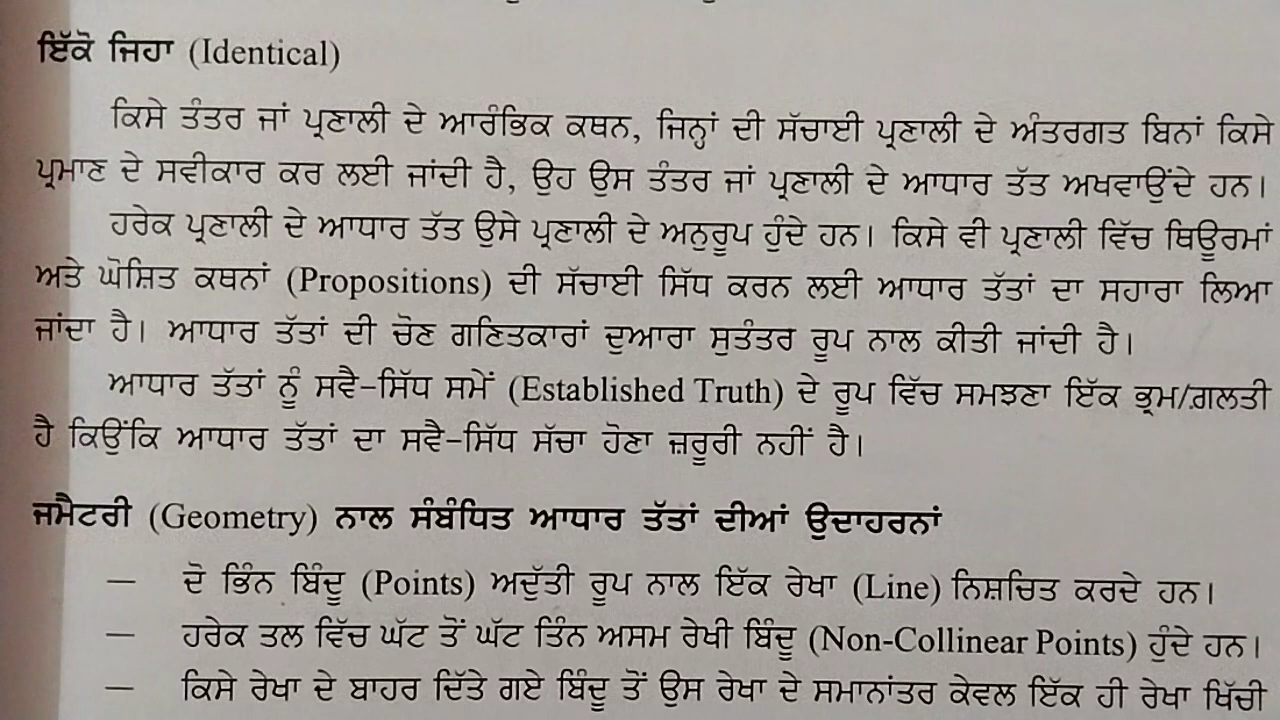 ਇੱਕੋ ਜਿਹਾ (Identical)
ਕਿਸੇ ਤੰਤਰ ਜਾਂ ਪ੍ਰਣਾਲੀ ਦੇ ਆਰੰਭਿਕ ਕਥਨ, ਜਿਨ੍ਹਾਂ ਦੀ ਸੱਚਾਈ ਪ੍ਰਣਾਲੀ ਦੇ ਅੰਤਰਗਤ ਬਿਨਾਂ ਕਿਸੇ
ਪ੍ਰਮਾਣ ਦੇ ਸਵੀਕਾਰ ਕਰ ਲਈ ਜਾਂਦੀ ਹੈ, ਉਹ ਉਸ ਤੰਤਰ ਜਾਂ ਪ੍ਰਣਾਲੀ ਦੇ ਆਧਾਰ ਤੱਤ ਅਖਵਾਉਂਦੇ ਹਨ।
ਹਰੇਕ ਪ੍ਰਣਾਲੀ ਦੇ ਆਧਾਰ ਤੱਤ ਉਸੇ ਪ੍ਰਣਾਲੀ ਦੇ ਅਨੁਰੂਪ ਹੁੰਦੇ ਹਨ। ਕਿਸੇ ਵੀ ਪ੍ਰਣਾਲੀ ਵਿੱਚ ਥਿਊਰਮਾਂ
ਅਤੇ ਘੋਸ਼ਿਤ ਕਥਨਾਂ (Propositions) ਦੀ ਸੱਚਾਈ ਸਿੱਧ ਕਰਨ ਲਈ ਆਧਾਰ ਤੱਤਾਂ ਦਾ ਸਹਾਰਾ ਲਿਆ
ਜਾਂਦਾ ਹੈ। ਆਧਾਰ ਤੱਤਾਂ ਦੀ ਚੋਣ ਗਣਿਤਕਾਰਾਂ ਦੁਆਰਾ ਸੁਤੰਤਰ ਰੂਪ ਨਾਲ ਕੀਤੀ ਜਾਂਦੀ ਹੈ।
ਆਧਾਰ ਤੱਤਾਂ ਨੂੰ ਸਵੈ-ਸਿੱਧ ਸਮੇਂ (Established Truth) ਦੇ ਰੂਪ ਵਿੱਚ ਸਮਝਣਾ ਇੱਕ ਭ੍ਰਮ/ਗ਼ਲਤੀ
ਹੈ ਕਿਉਂਕਿ ਆਧਾਰ ਤੱਤਾਂ ਦਾ ਸਵੈ-ਸਿੱਧ ਸੱਚਾ ਹੋਣਾ ਜ਼ਰੂਰੀ ਨਹੀਂ ਹੈ।
ਜਮੈਟਰੀ (Geometry) ਨਾਲ ਸੰਬੰਧਿਤ ਆਧਾਰ ਤੱਤਾਂ ਦੀਆਂ ਉਦਾਹਰਨਾਂ
— ਦੋ ਭਿੰਨ ਬਿੰਦੂ (Points) ਅਦੁੱਤੀ ਰੂਪ ਨਾਲ ਇੱਕ ਰੇਖਾ (Line) ਨਿਸ਼ਚਿਤ ਕਰਦੇ ਹਨ।
— ਹਰੇਕ ਤਲ ਵਿੱਚ ਘੱਟ ਤੋਂ ਘੱਟ ਤਿੰਨ ਅਸਮ ਰੇਖੀ ਬਿੰਦੂ (Non-Collinear Points) ਹੁੰਦੇ ਹਨ।
— ਕਿਸੇ ਰੇਖਾ ਦੇ ਬਾਹਰ ਦਿੱਤੇ ਗਏ ਬਿੰਦੂ ਤੋਂ ਉਸ ਰੇਖਾ ਦੇ ਸਮਾਨਾਂਤਰ ਕੇਵਲ ਇੱਕ ਹੀ ਰੇਖਾ ਖਿੱਚੀ